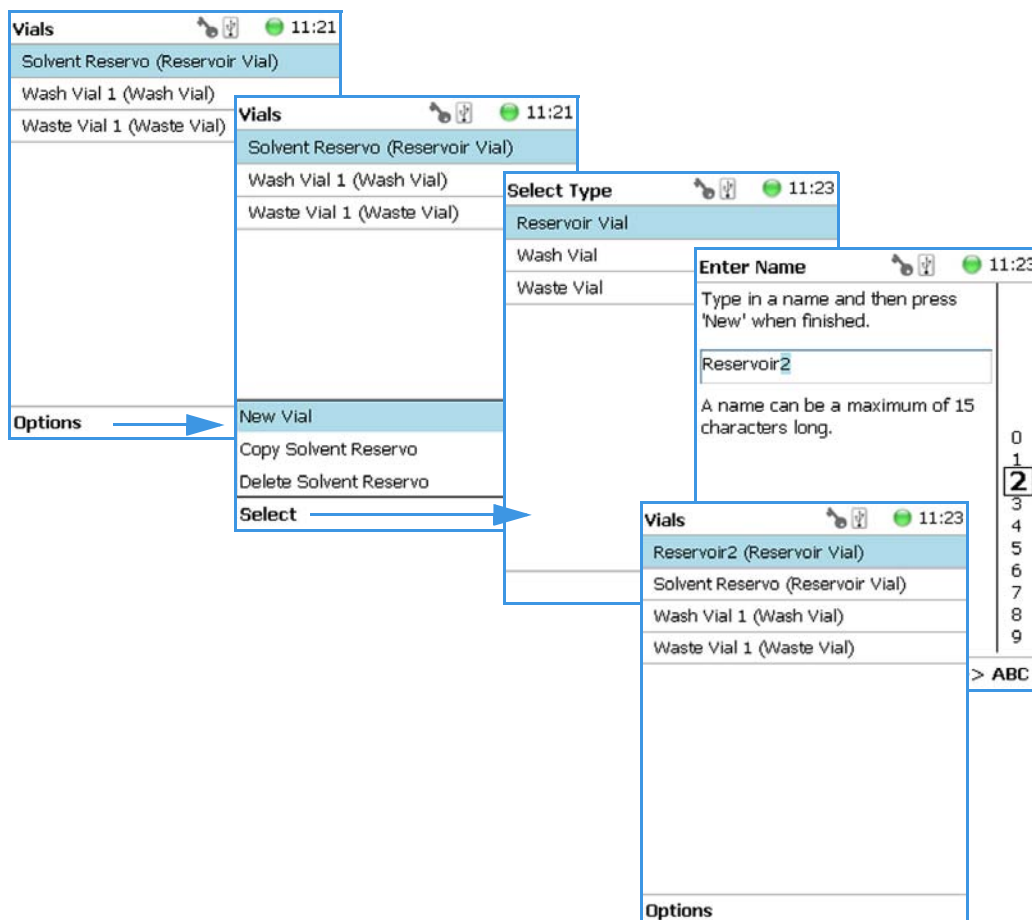 Vials 11:21
Solvent Reservo (Reservoir Vial)
Wash Vial 1 (Wash Vial)
Waste Vial 1 (Waste Vial)
Options
Vials 11:21
Solvent Reservo (Reservoir Vial)
Wash Vial 1 (Wash Vial)
Waste Vial 1 (Waste Vial)
New Vial
Copy Solvent Reservo
Delete Solvent Reservo
Select
Select Type 11:23
Reservoir Vial
Wash Vial
Waste Vial
Enter Name 11:23
Type in a name and then press
'New' when finished.
Reservoir2
A name can be a maximum of 15
characters long.
0
1
2
3
4
5
6
7
8
9
> ABC
Vials 11:23
Reservoir2 (Reservoir Vial)
Solvent Reservo (Reservoir Vial)
Wash Vial 1 (Wash Vial)
Waste Vial 1 (Waste Vial)
Options